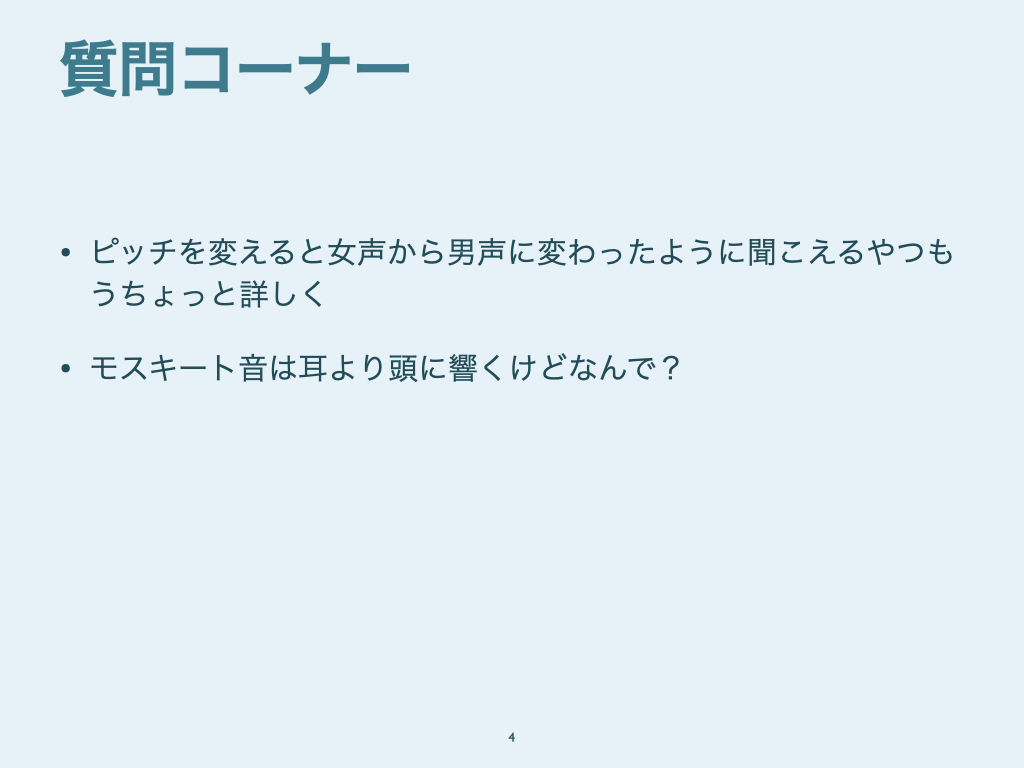 質問コーナー
• ピッチを変えると女声から男声に変わったように聞こえるやつも
うちょっと詳しく
• モスキート音は耳より頭に響くけどなんで？
4